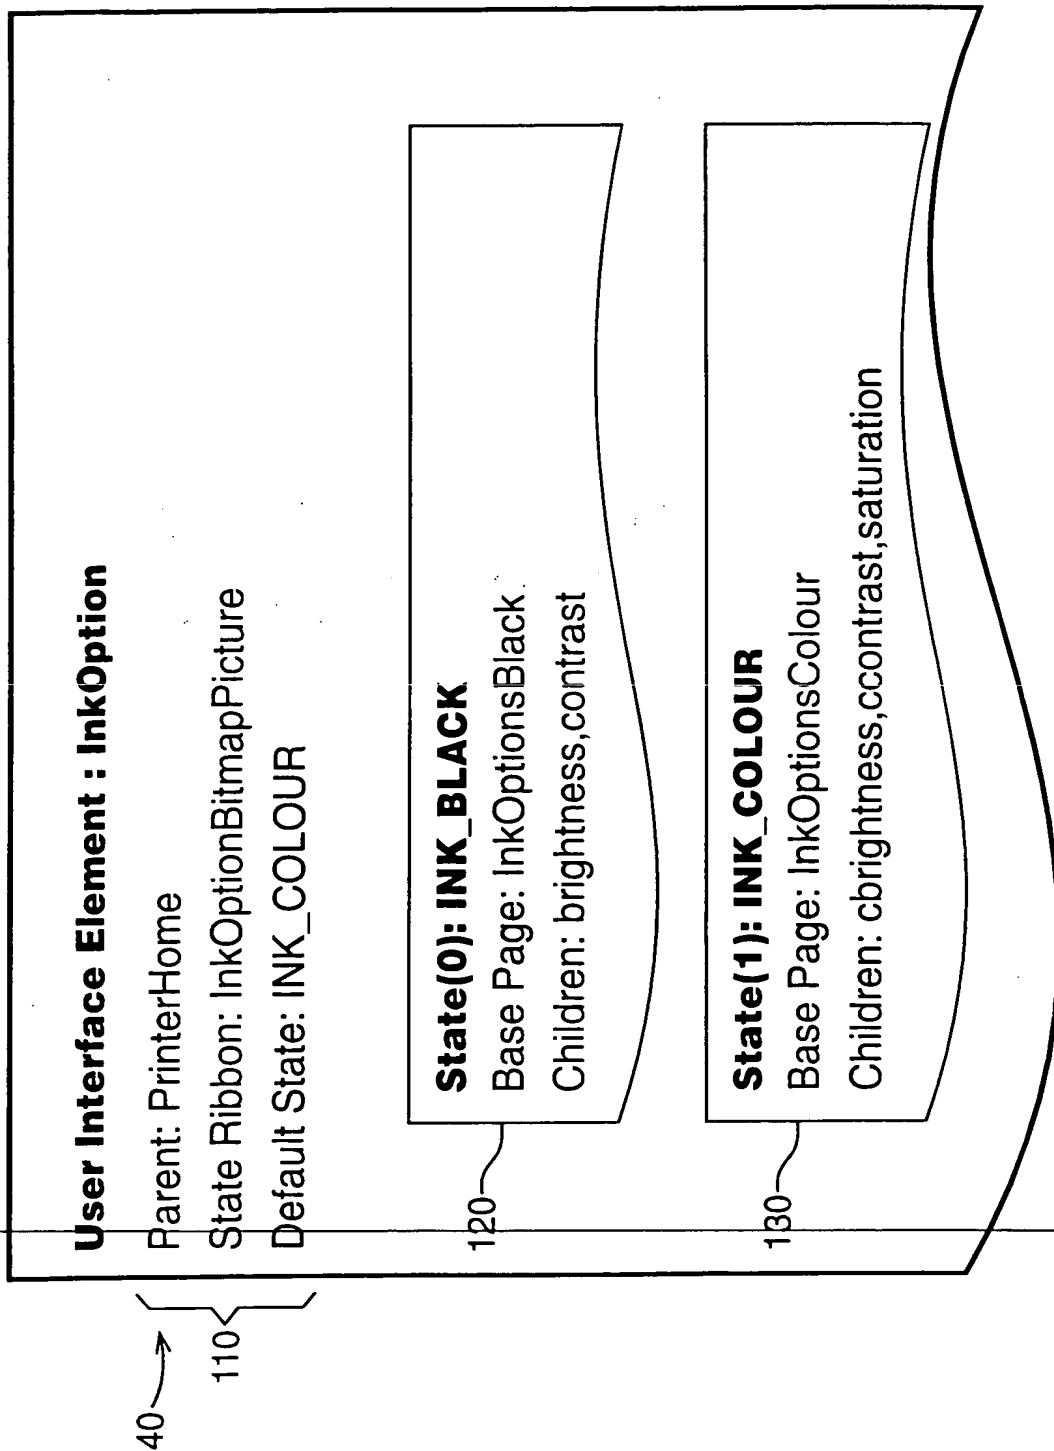 40
110
User Interface Element : InkOption
Parent: PrinterHome
State Ribbon: InkOptionBitmapPicture
Default State: INK_COLOUR
120
State(0): INK_BLACK
Base Page: InkOptionsBlack
Children: brightness,contrast
130
State(1): INK_COLOUR
Base Page: InkOptionsColour
Children: cbrightness,ccontrast,saturation